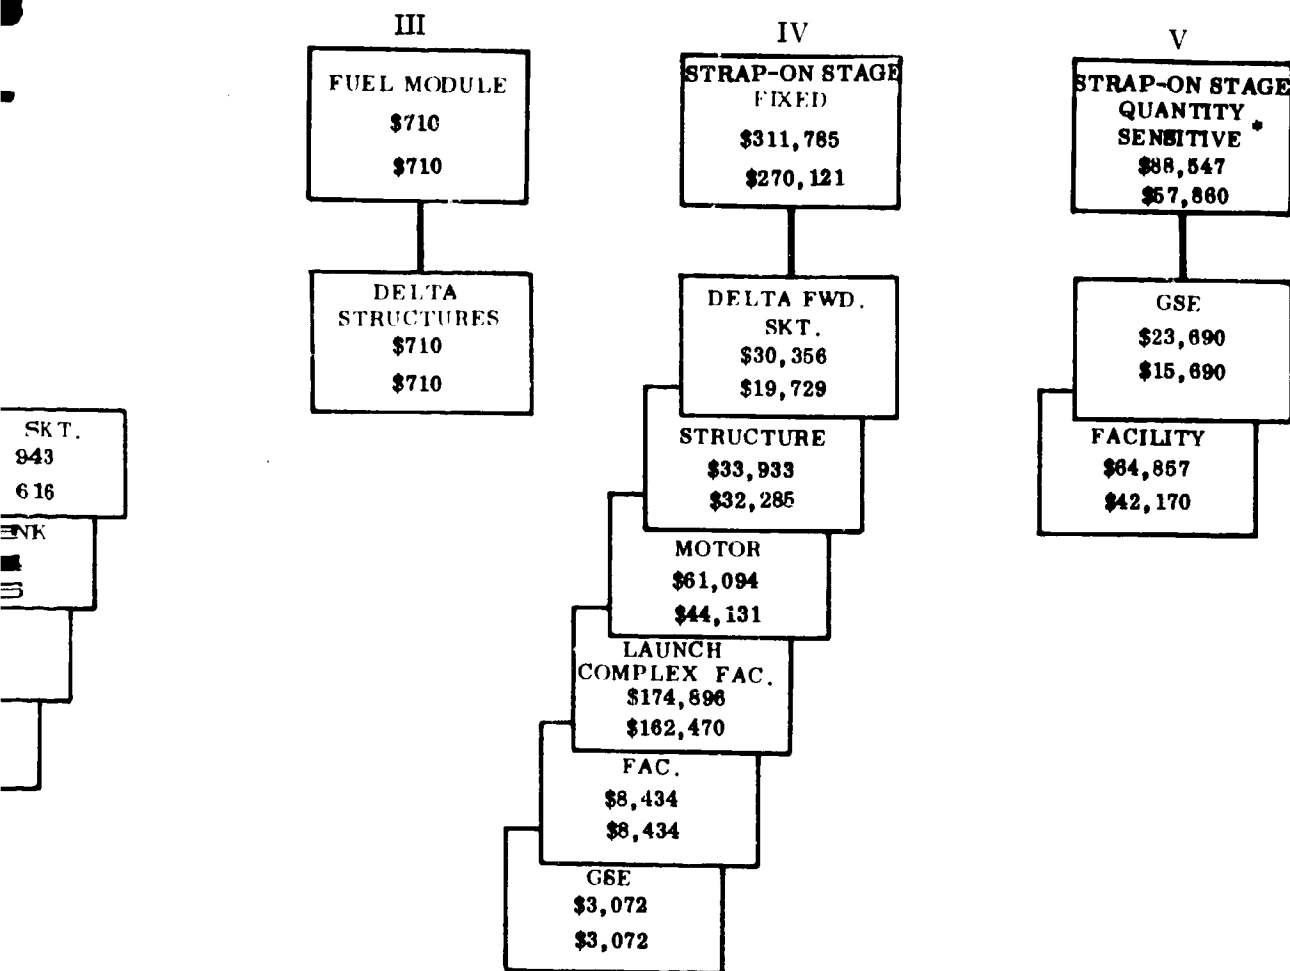 III
FUEL MODULE
$710
$710
DELTA
STRUCTURES
$710
$710
IV
STRAP-ON STAGE
FIXED
$311,785
$270,121
DELTA FWD.
SKT.
$30,356
$19,729
STRUCTURE
$33,933
$32,285
MOTOR
$61,094
$44,131
LAUNCH
COMPLEX FAC.
$174,896
$162,470
FAC.
$8,434
$8,434
GSE
$3,072
$3,072
V
STRAP-ON STAGE
QUANTITY
SENSITIVE *
$88,547
$57,860
GSE
$23,690
$15,690
FACILITY
$64,857
$42,170
SKT.
943
616